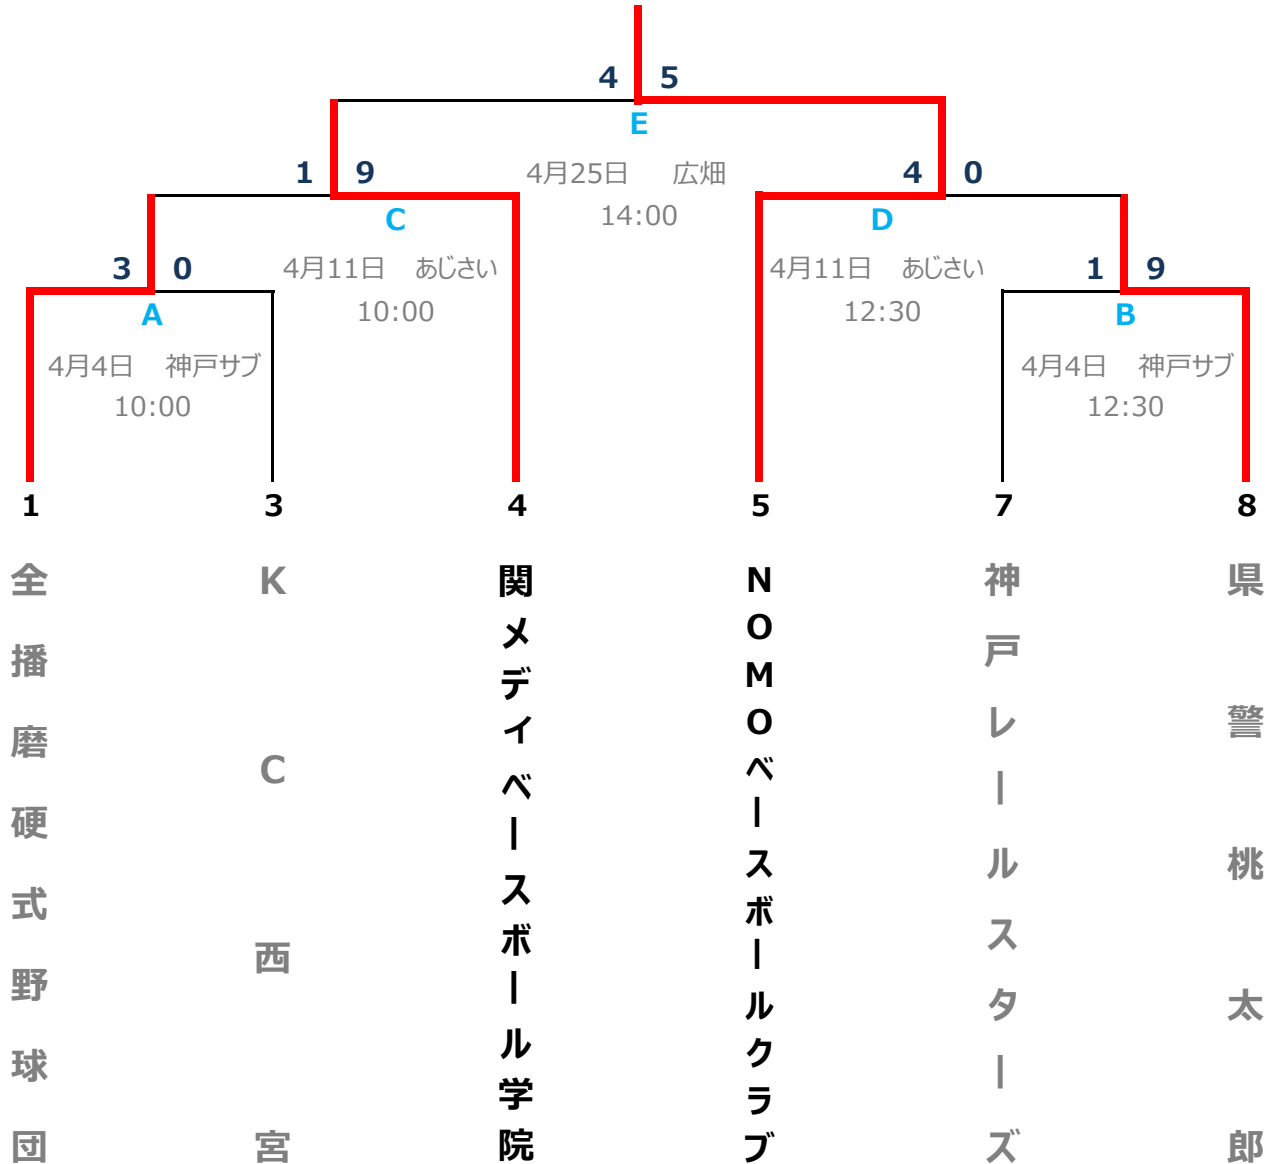 4 5
E
1 9
4月25日 広畑
4 0
C
14:00
D
3 0
4月11日 あじさい
4月11日 あじさい
1 9
A
10:00
12:30
B
4月4日 神戸サブ
4月4日 神戸サブ
10:00
12:30
1 3 4 5 7 8
全播磨硬式野球団
KC西宮
関メディベースボール学院
NOMOベースボールクラブ
神戸レールスターズ
県警桃太郎